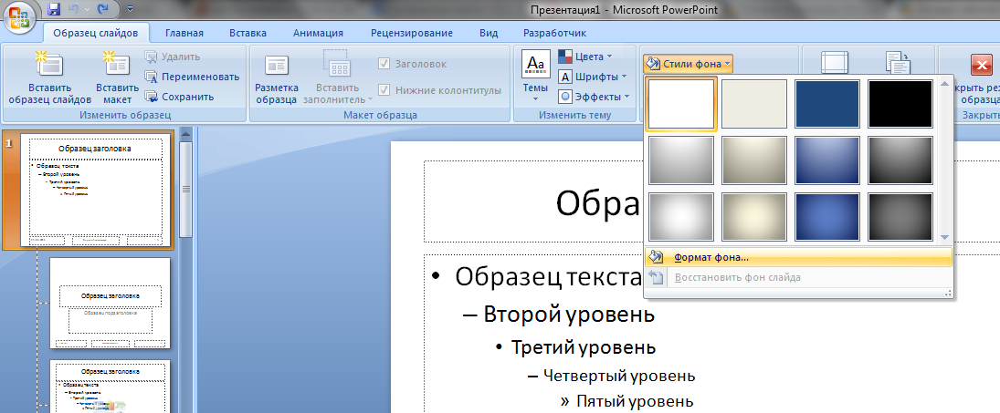 Презентация1 - Microsoft PowerPoint
Образец слайдов Главная Вставка Анимация Рецензирование Вид Разработчик
Вставить образец слайдов
Вставить макет
Удалить
Переименовать
Сохранить
Изменить образец
Разметка образца
Вставить заполнитель
Заголовок
Нижние колонтитулы
Макет образца
Темы
Цвета
Шрифты
Эффекты
Изменить тему
Стили фона
крыть ре
образца
Закрыть
Формат фона...
Восстановить фон слайда
1
Образец заголовка
• Образец текста
– Второй уровень
• Третий уровень
– Четвертый уровень
» Пятый уровень
Образец заголовка
Образец подзаголовка
Образец заголовка
• Образец текста
– Второй уровень
• Третий уровень
– Четвертый уровень
» Пятый уровень
Обра
• Образец текста
– Второй уровень
• Третий уровень
– Четвертый уровень
» Пятый уровень